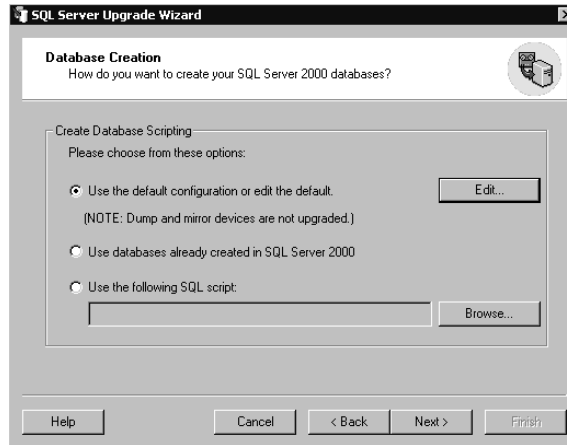 SQL Server Upgrade Wizard
Database Creation
How do you want to create your SQL Server 2000 databases?
Create Database Scripting
Please choose from these options:
Use the default configuration or edit the default.
Edit...
(NOTE: Dump and mirror devices are not upgraded.)
Use databases already created in SQL Server 2000
Use the following SQL script:
Browse...
Help
Cancel
< Back
Next >
Finish